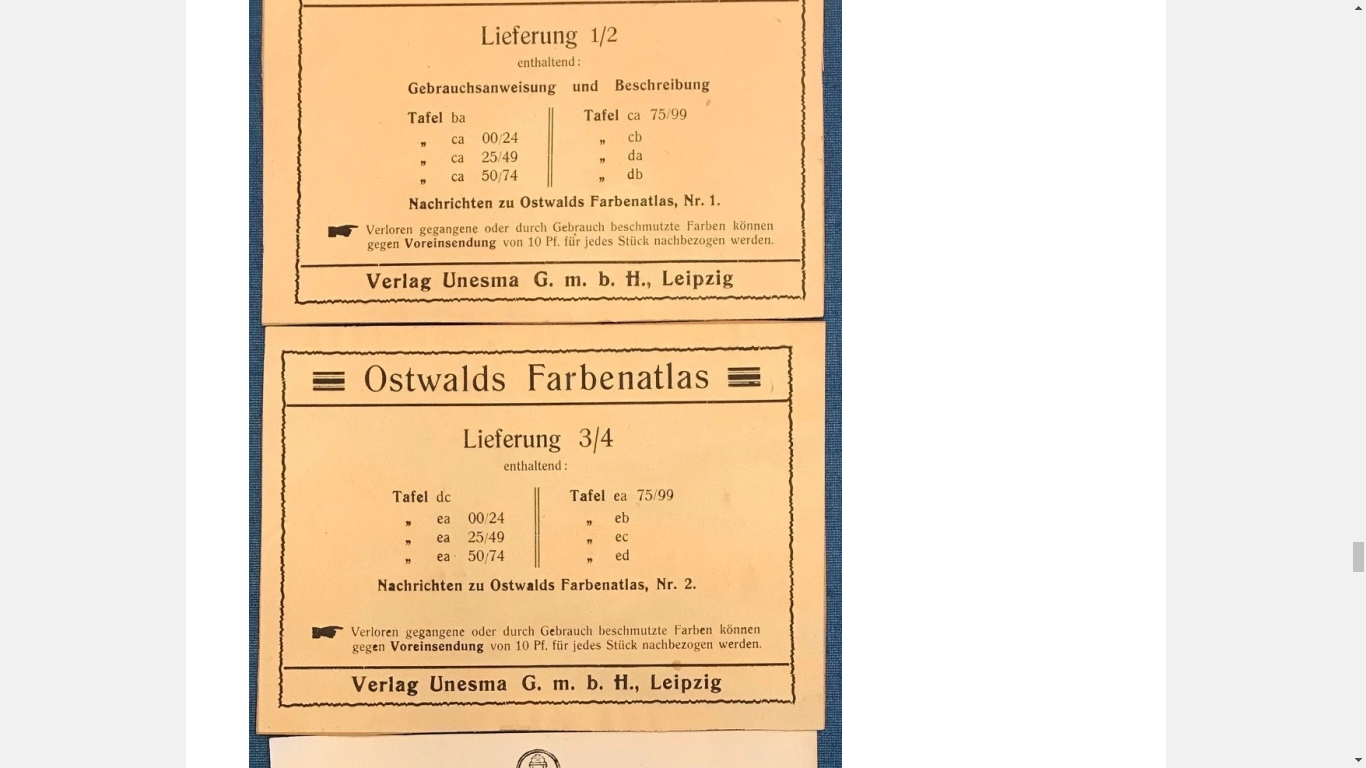 Lieferung 1/2
enthaltend:
Gebrauchsanweisung und Beschreibung
Tafel ba
„ ca 00/24
„ ca 25/49
„ ca 50/74
Tafel ca 75/99
„ cb
„ da
„ db
Nachrichten zu Ostwalds Farbenatlas, Nr. 1.
Verloren gegangene oder durch Gebrauch beschmutzte Farben können
gegen Voreinsendung von 10 Pf. für jedes Stück nachbezogen werden.
Verlag Unesma G. m. b. H., Leipzig
Ostwalds Farbenatlas
Lieferung 3/4
enthaltend:
Tafel dc
„ ea 00/24
„ ea 25/49
„ ea 50/74
Tafel ea 75/99
„ eb
„ ec
„ ed
Nachrichten zu Ostwalds Farbenatlas, Nr. 2.
Verloren gegangene oder durch Gebrauch beschmutzte Farben können
gegen Voreinsendung von 10 Pf. für jedes Stück nachbezogen werden.
Verlag Unesma G. m. b. H., Leipzig